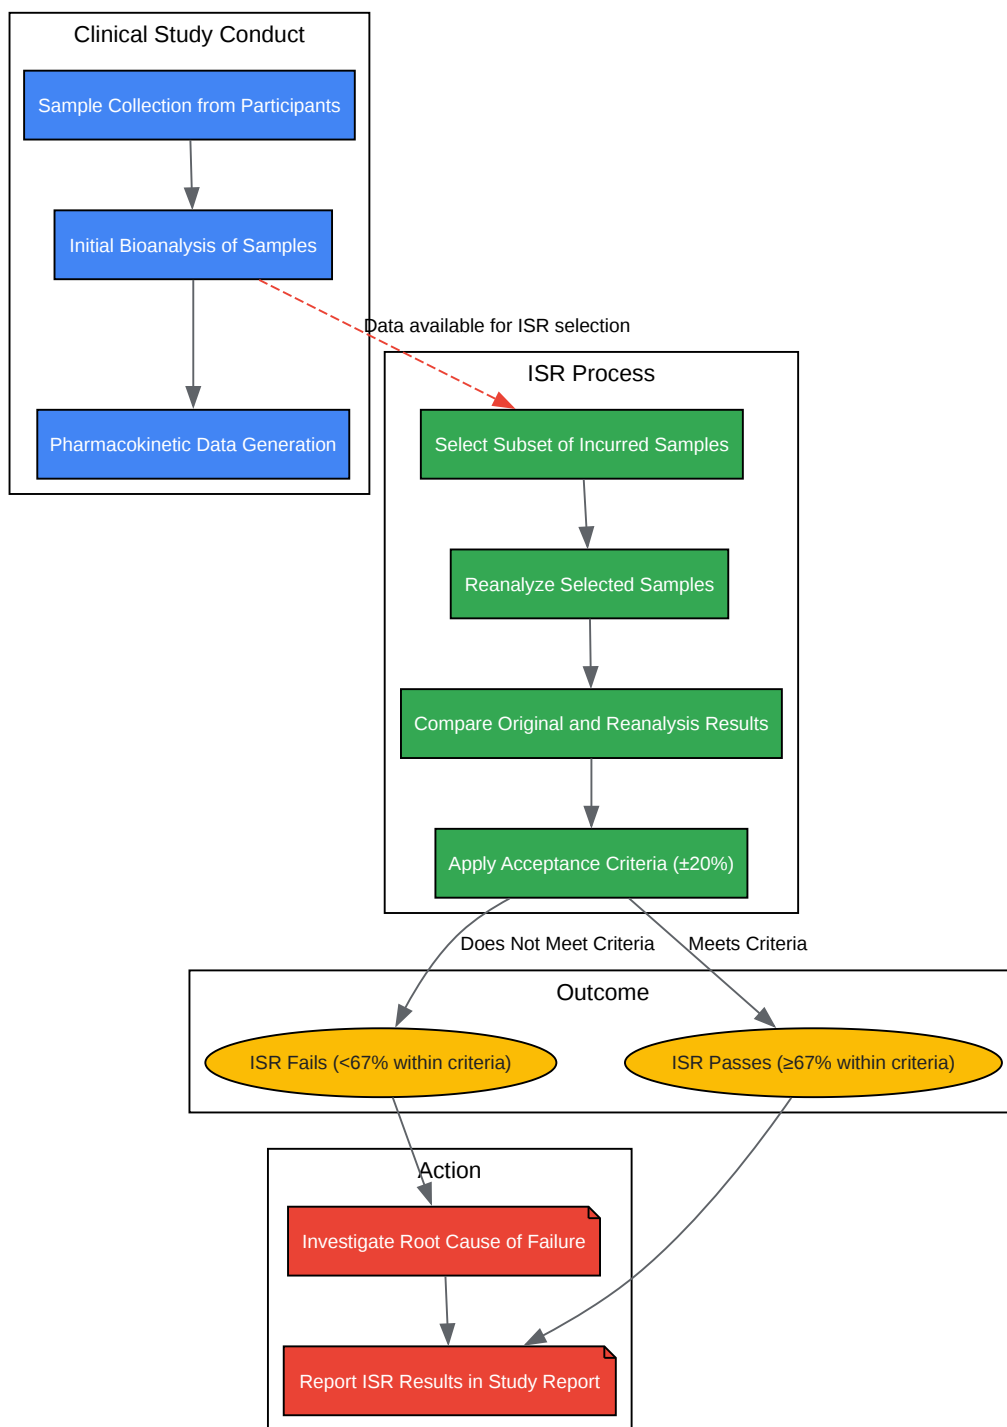 Clinical Study Conduct
Sample Collection from Participants
Initial Bioanalysis of Samples
Data available for ISR selection
Pharmacokinetic Data Generation
ISR Process
Select Subset of Incurred Samples
Reanalyze Selected Samples
Compare Original and Reanalysis Results
Apply Acceptance Criteria (±20%)
Does Not Meet Criteria
Meets Criteria
Outcome
ISR Fails (<67% within criteria)
ISR Passes (≥67% within criteria)
Action
Investigate Root Cause of Failure
Report ISR Results in Study Report